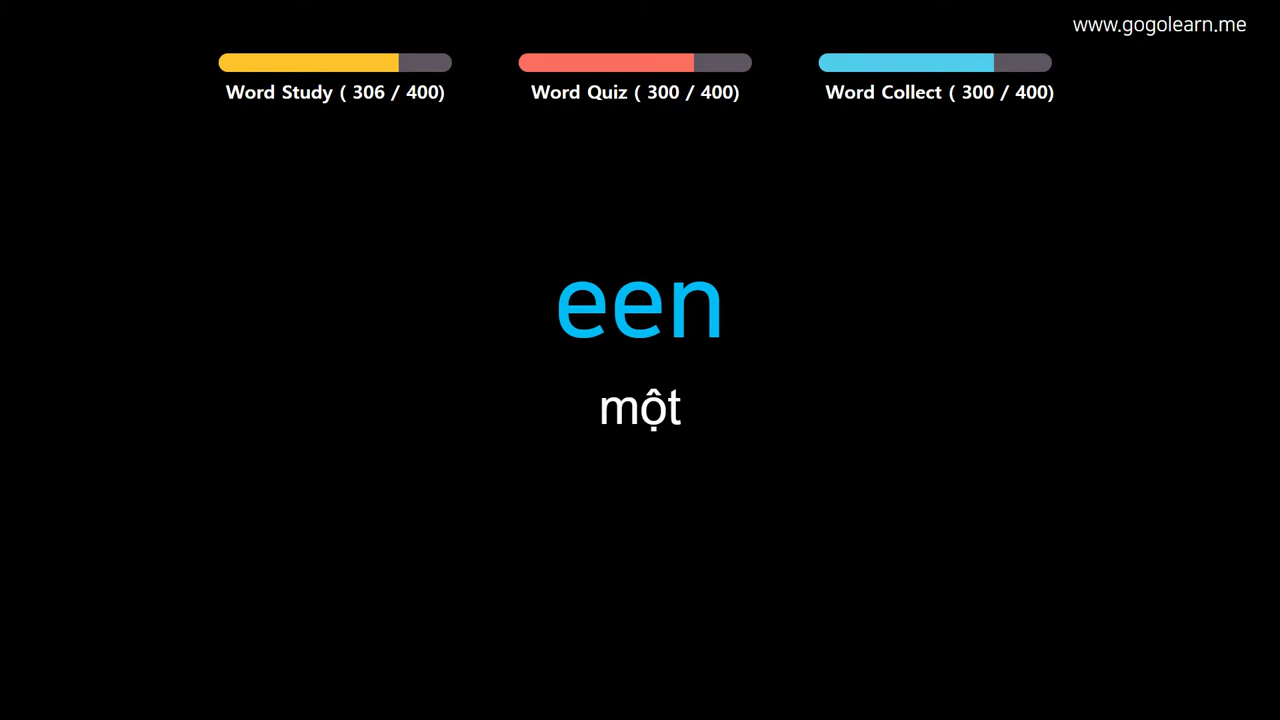 www.gogolearn.me
Word Study ( 306 / 400)
Word Quiz ( 300 / 400)
Word Collect ( 300 / 400)
een
một